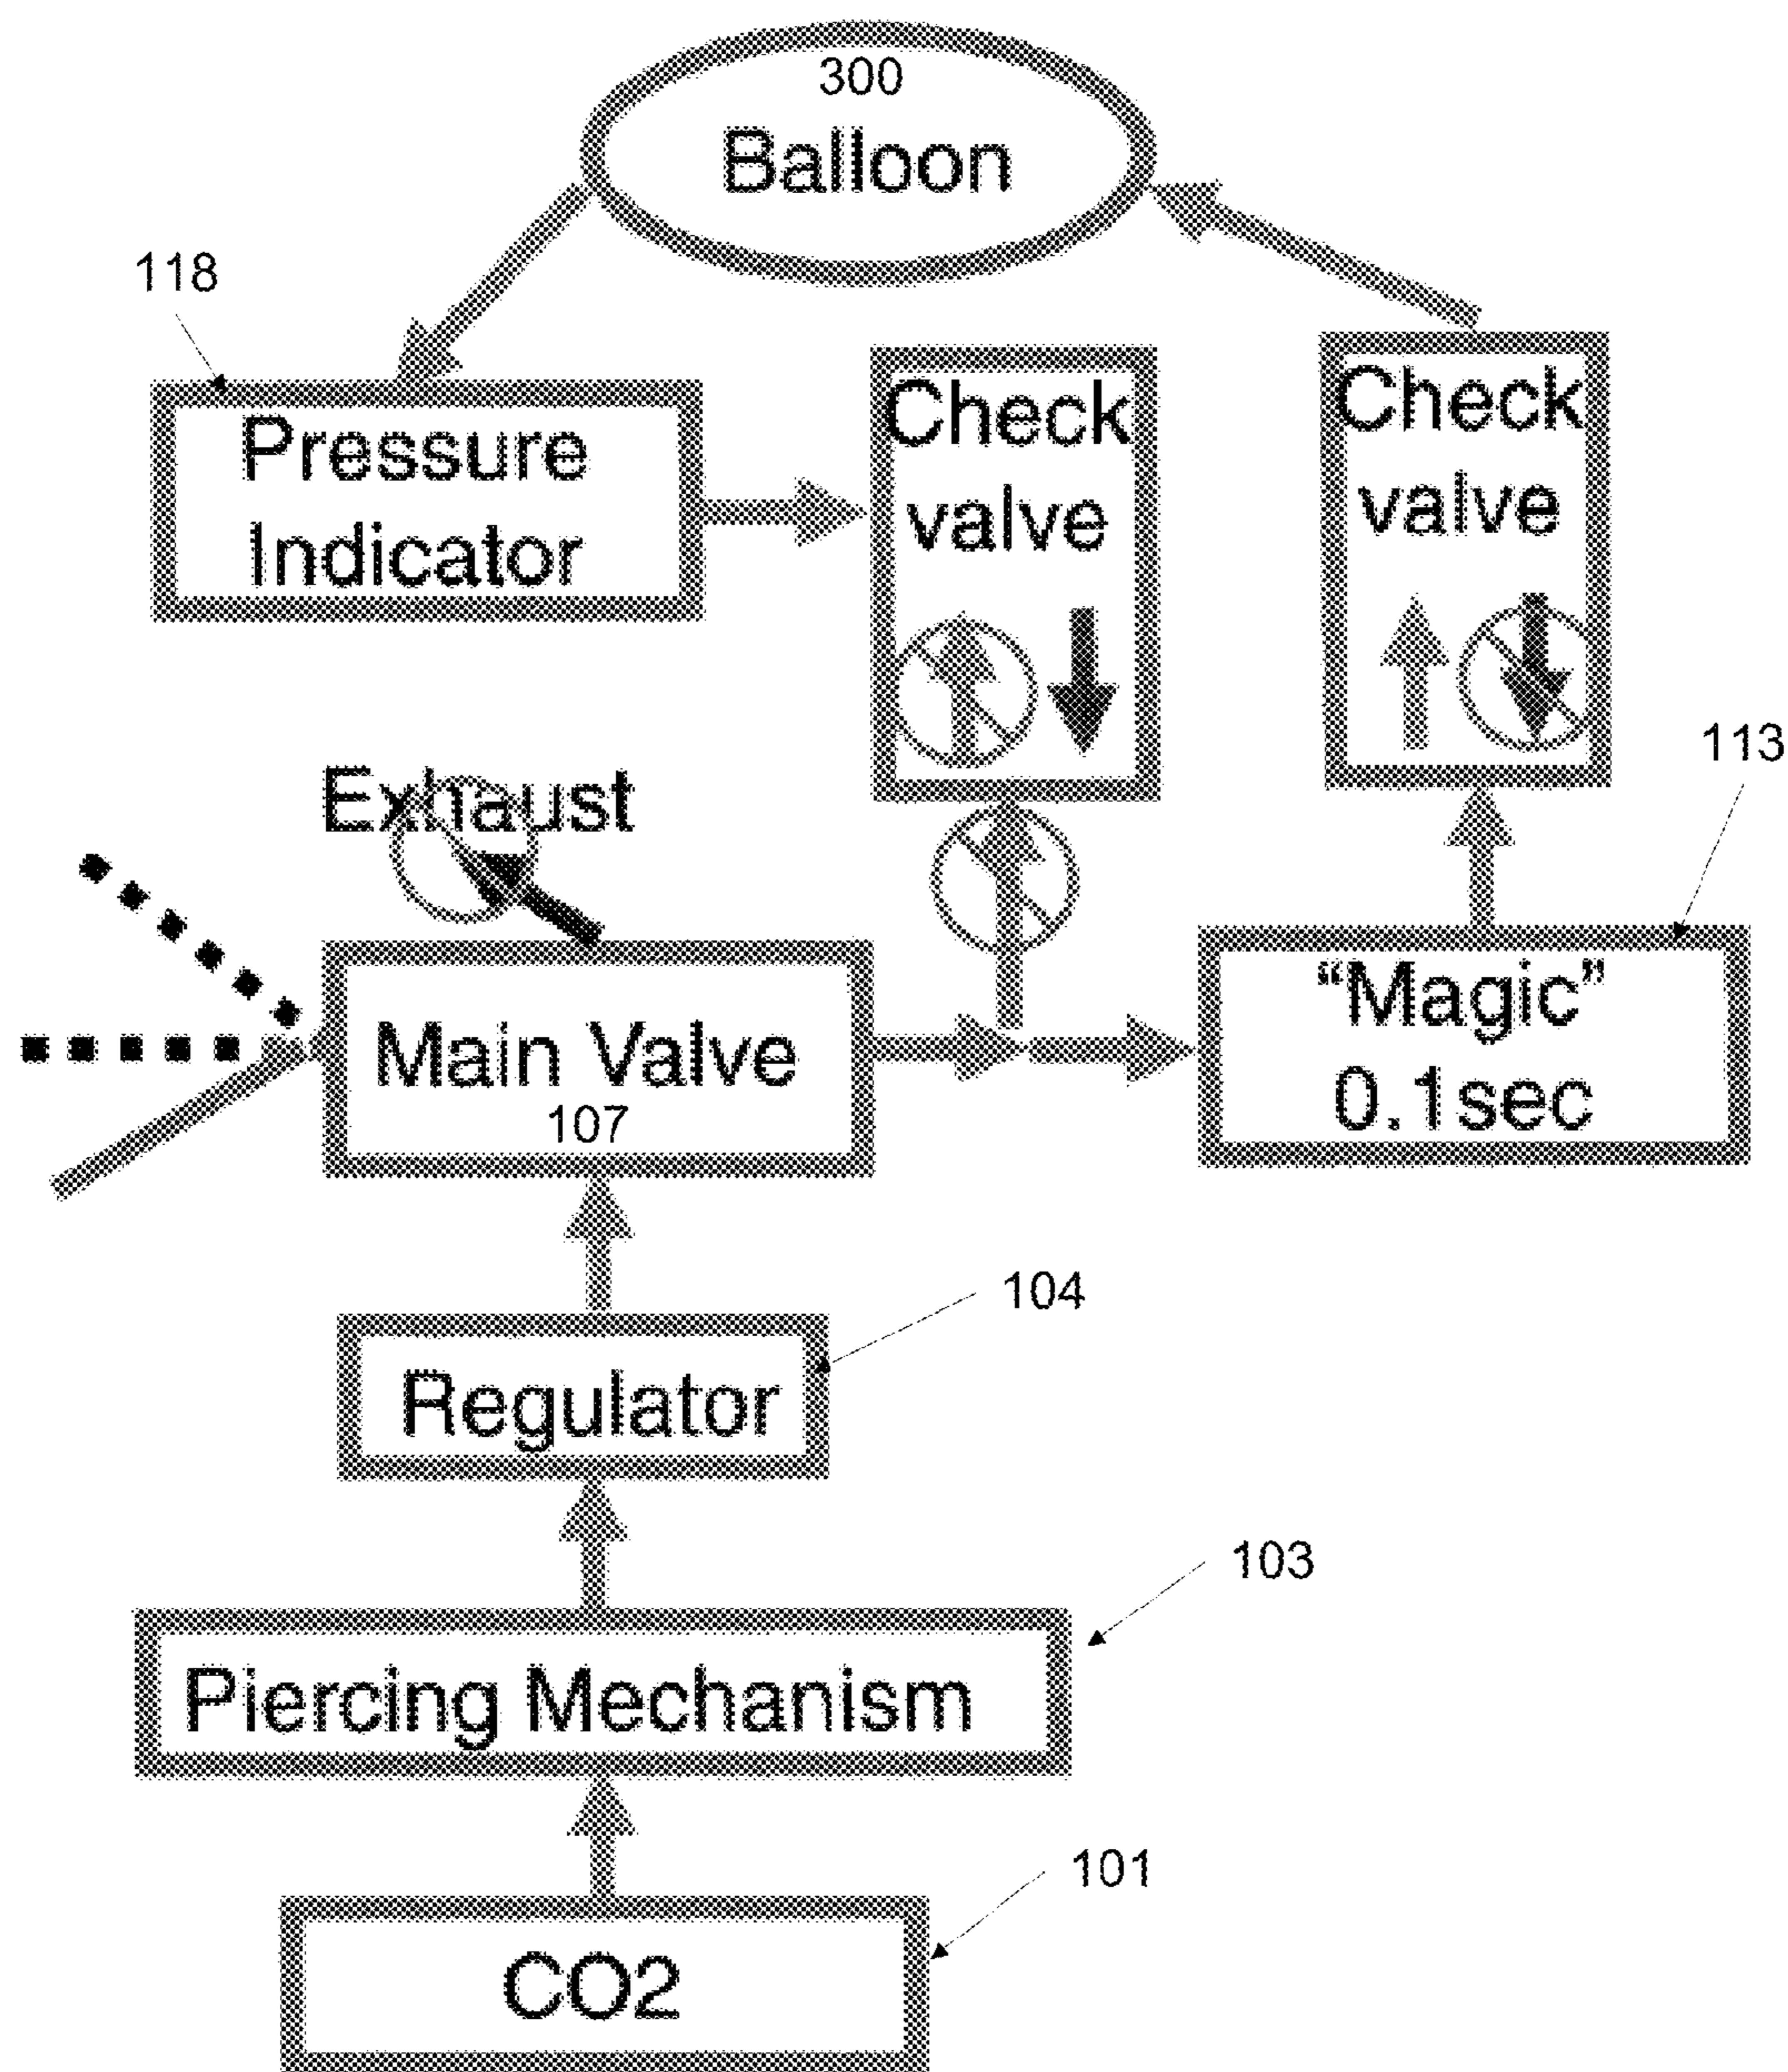 300
Balloon
118
Pressure
Indicator
Check
valve
Check
valve
113
Exhaust
Main Valve
107
“Magic”
0.1sec
104
Regulator
103
Piercing Mechanism
101
CO2